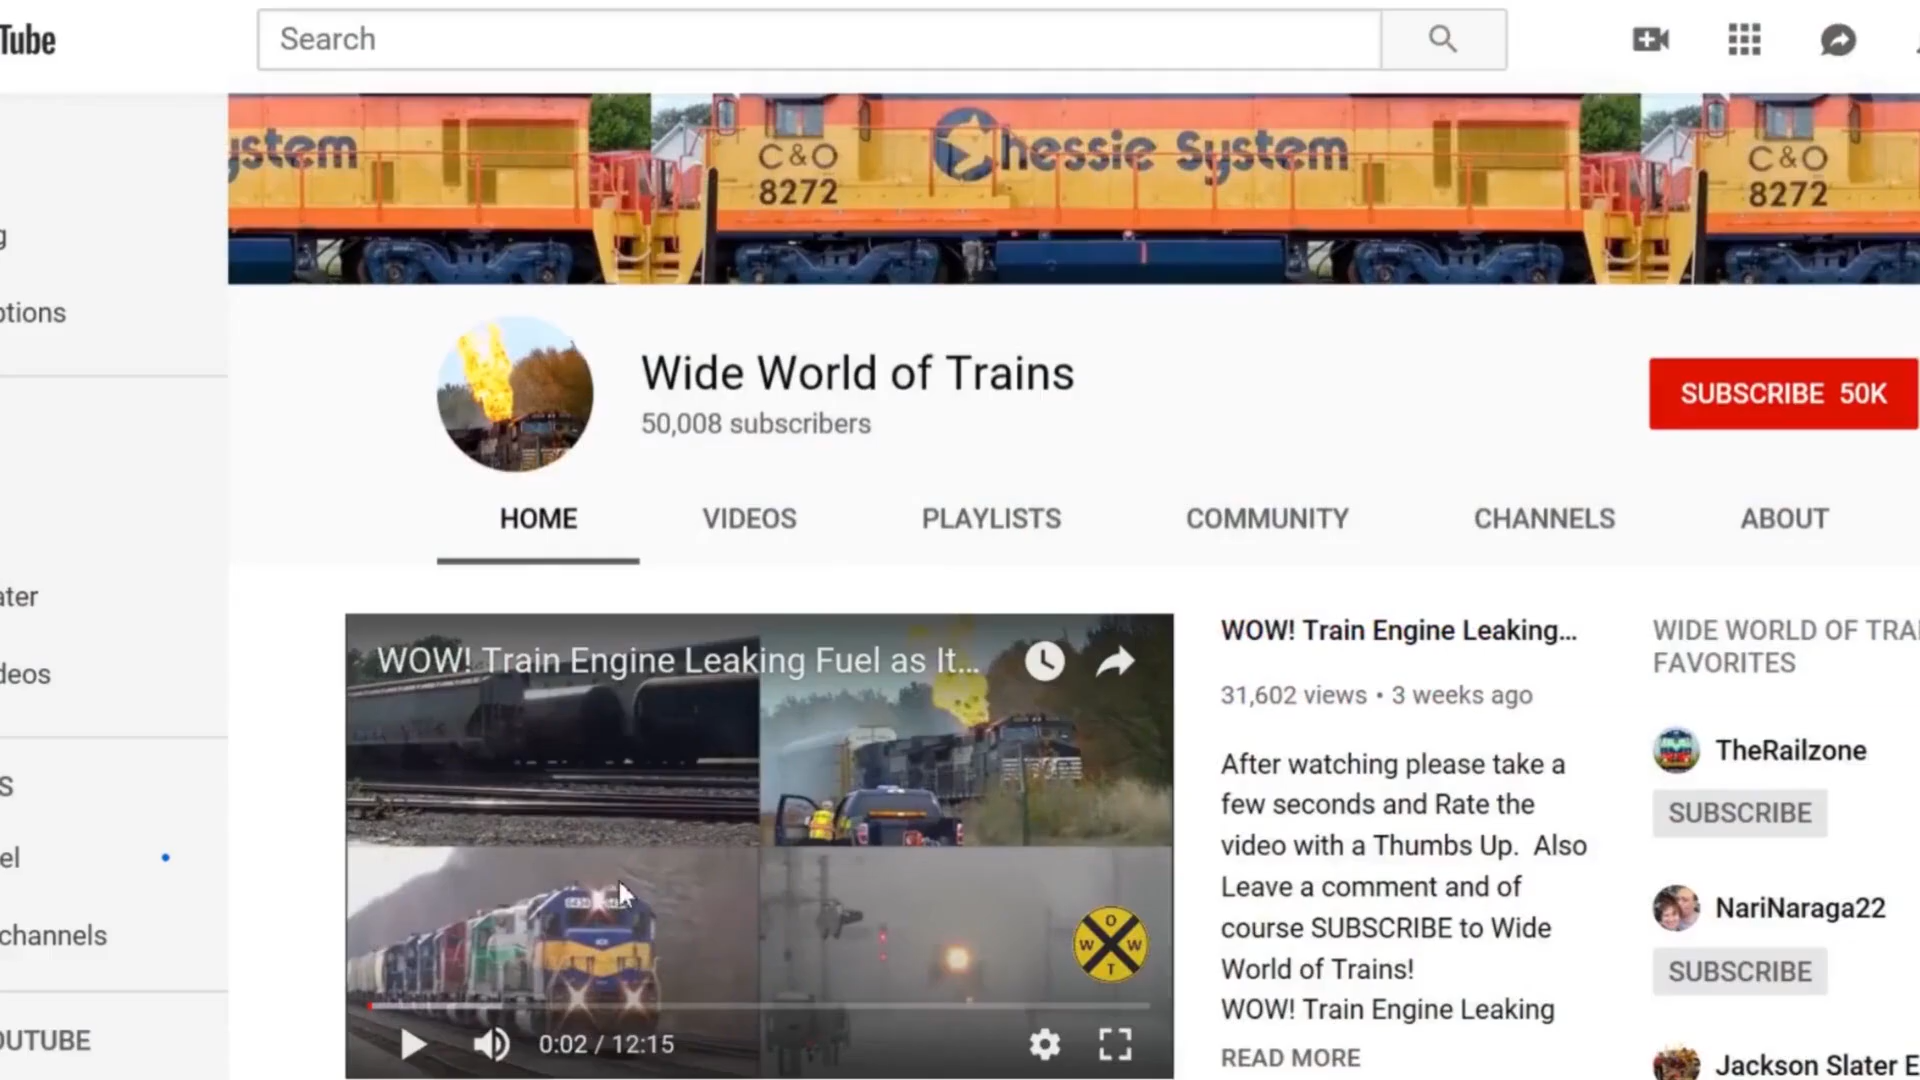 Tube
Search
ystem
C&O
8272
Chessie System
C&O
8272
g
otions
Wide World of Trains
50,008 subscribers
SUBSCRIBE 50K
HOME
VIDEOS
PLAYLISTS
COMMUNITY
CHANNELS
ABOUT
ater
deos
S
el
channels
OUTUBE
WOW! Train Engine Leaking Fuel as It...
O
W W
T
0:02 / 12:15
WOW! Train Engine Leaking...
31,602 views • 3 weeks ago
After watching please take a
few seconds and Rate the
video with a Thumbs Up. Also
Leave a comment and of
course SUBSCRIBE to Wide
World of Trains!
WOW! Train Engine Leaking
READ MORE
WIDE WORLD OF TRAI
FAVORITES
TheRailzone
SUBSCRIBE
NariNaraga22
SUBSCRIBE
Jackson Slater E